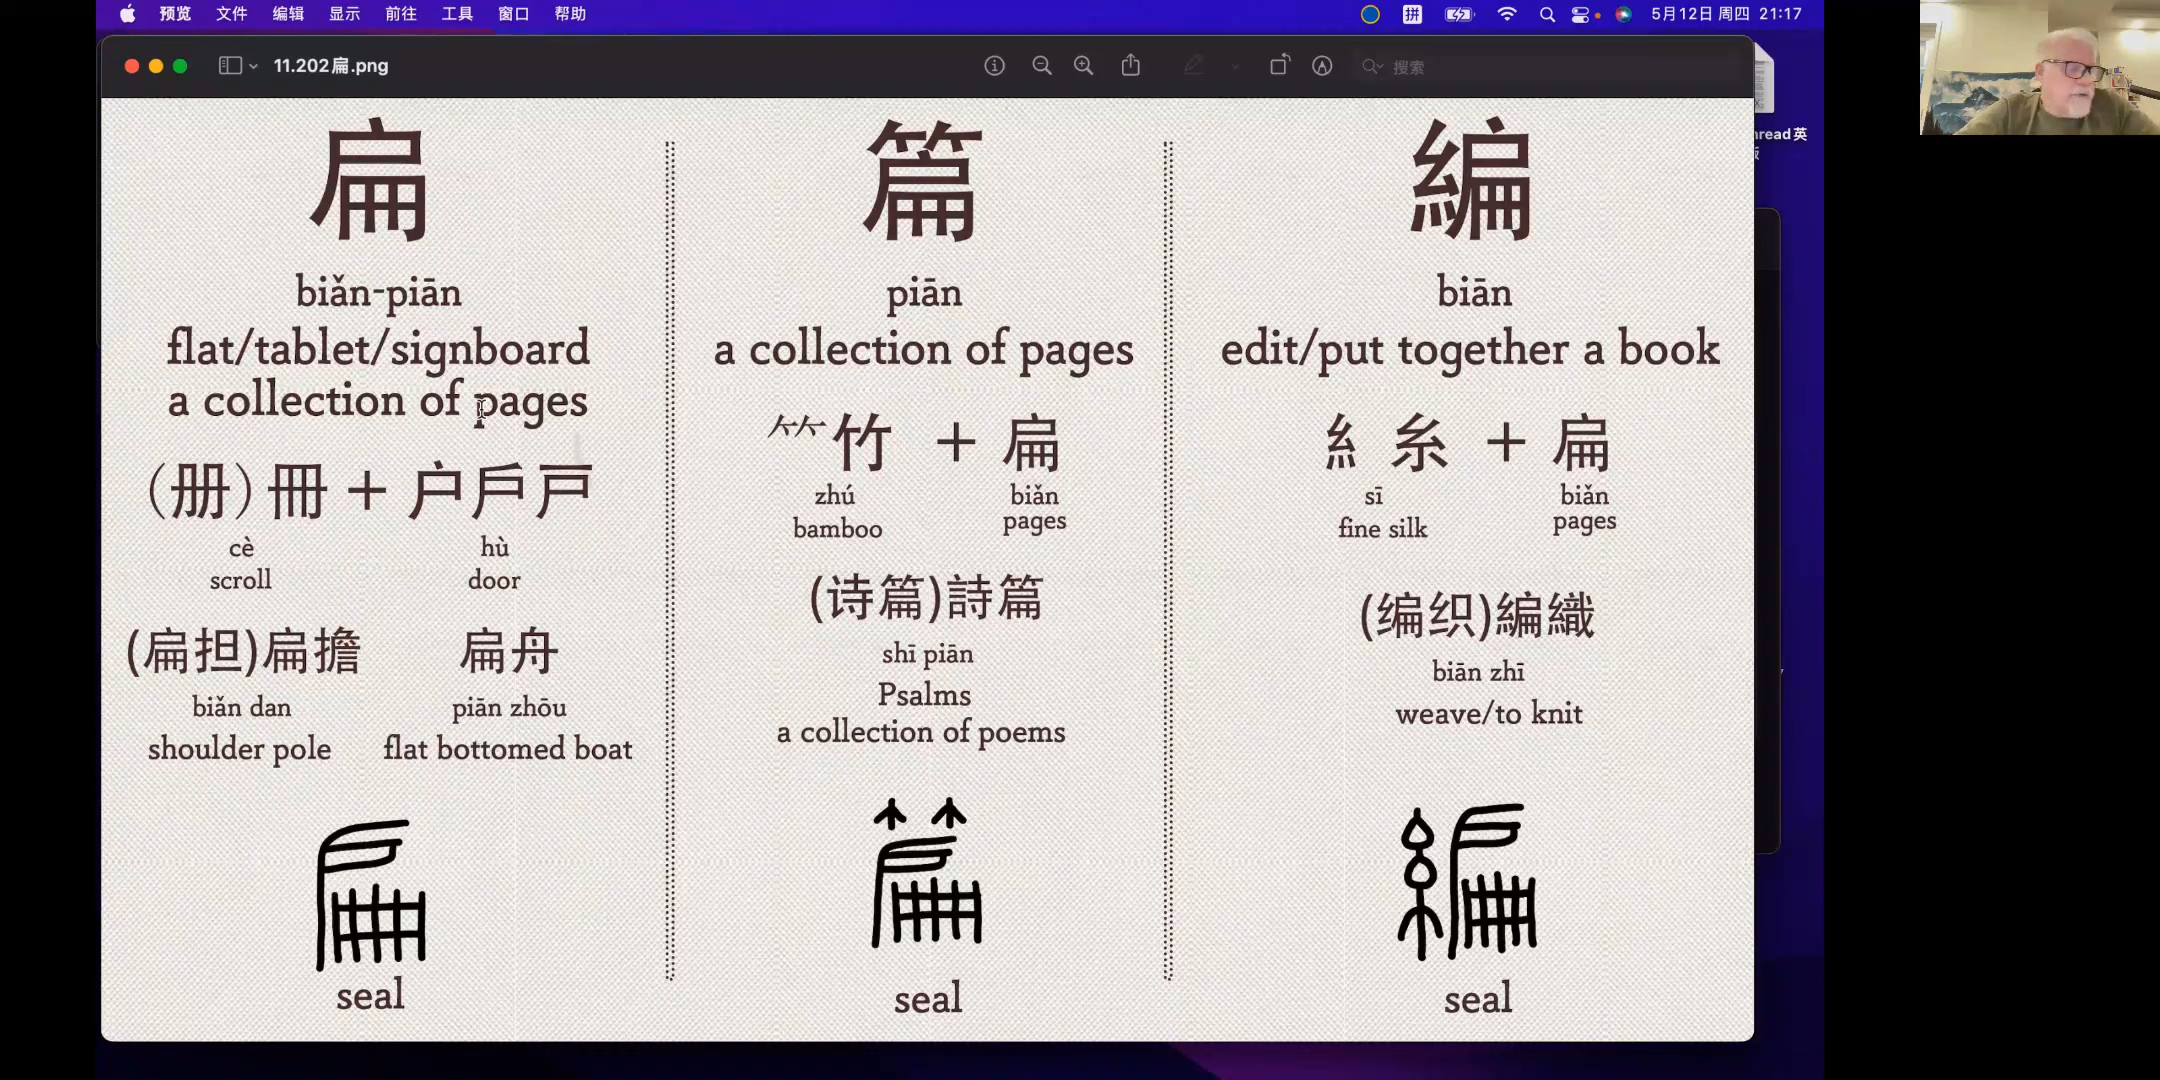 预览 文件 编辑 显示 前往 工具 窗口 帮助
拼 5月12日 周四 21:17
11.202扁.png
搜索
扁
biǎn-piān
flat/tablet/signboard
a collection of pages
(册)冊 + 户戶戸
cè
scroll
hù
door
(扁担)扁擔
biǎn dan
shoulder pole
扁舟
piān zhōu
flat bottomed boat
seal
篇
piān
a collection of pages
⺮竹 + 扁
zhú
bamboo
biǎn
pages
(诗篇)詩篇
shī piān
Psalms
a collection of poems
seal
編
biān
edit/put together a book
糹糸 + 扁
sī
fine silk
biǎn
pages
(编织)編織
biān zhī
weave/to knit
seal